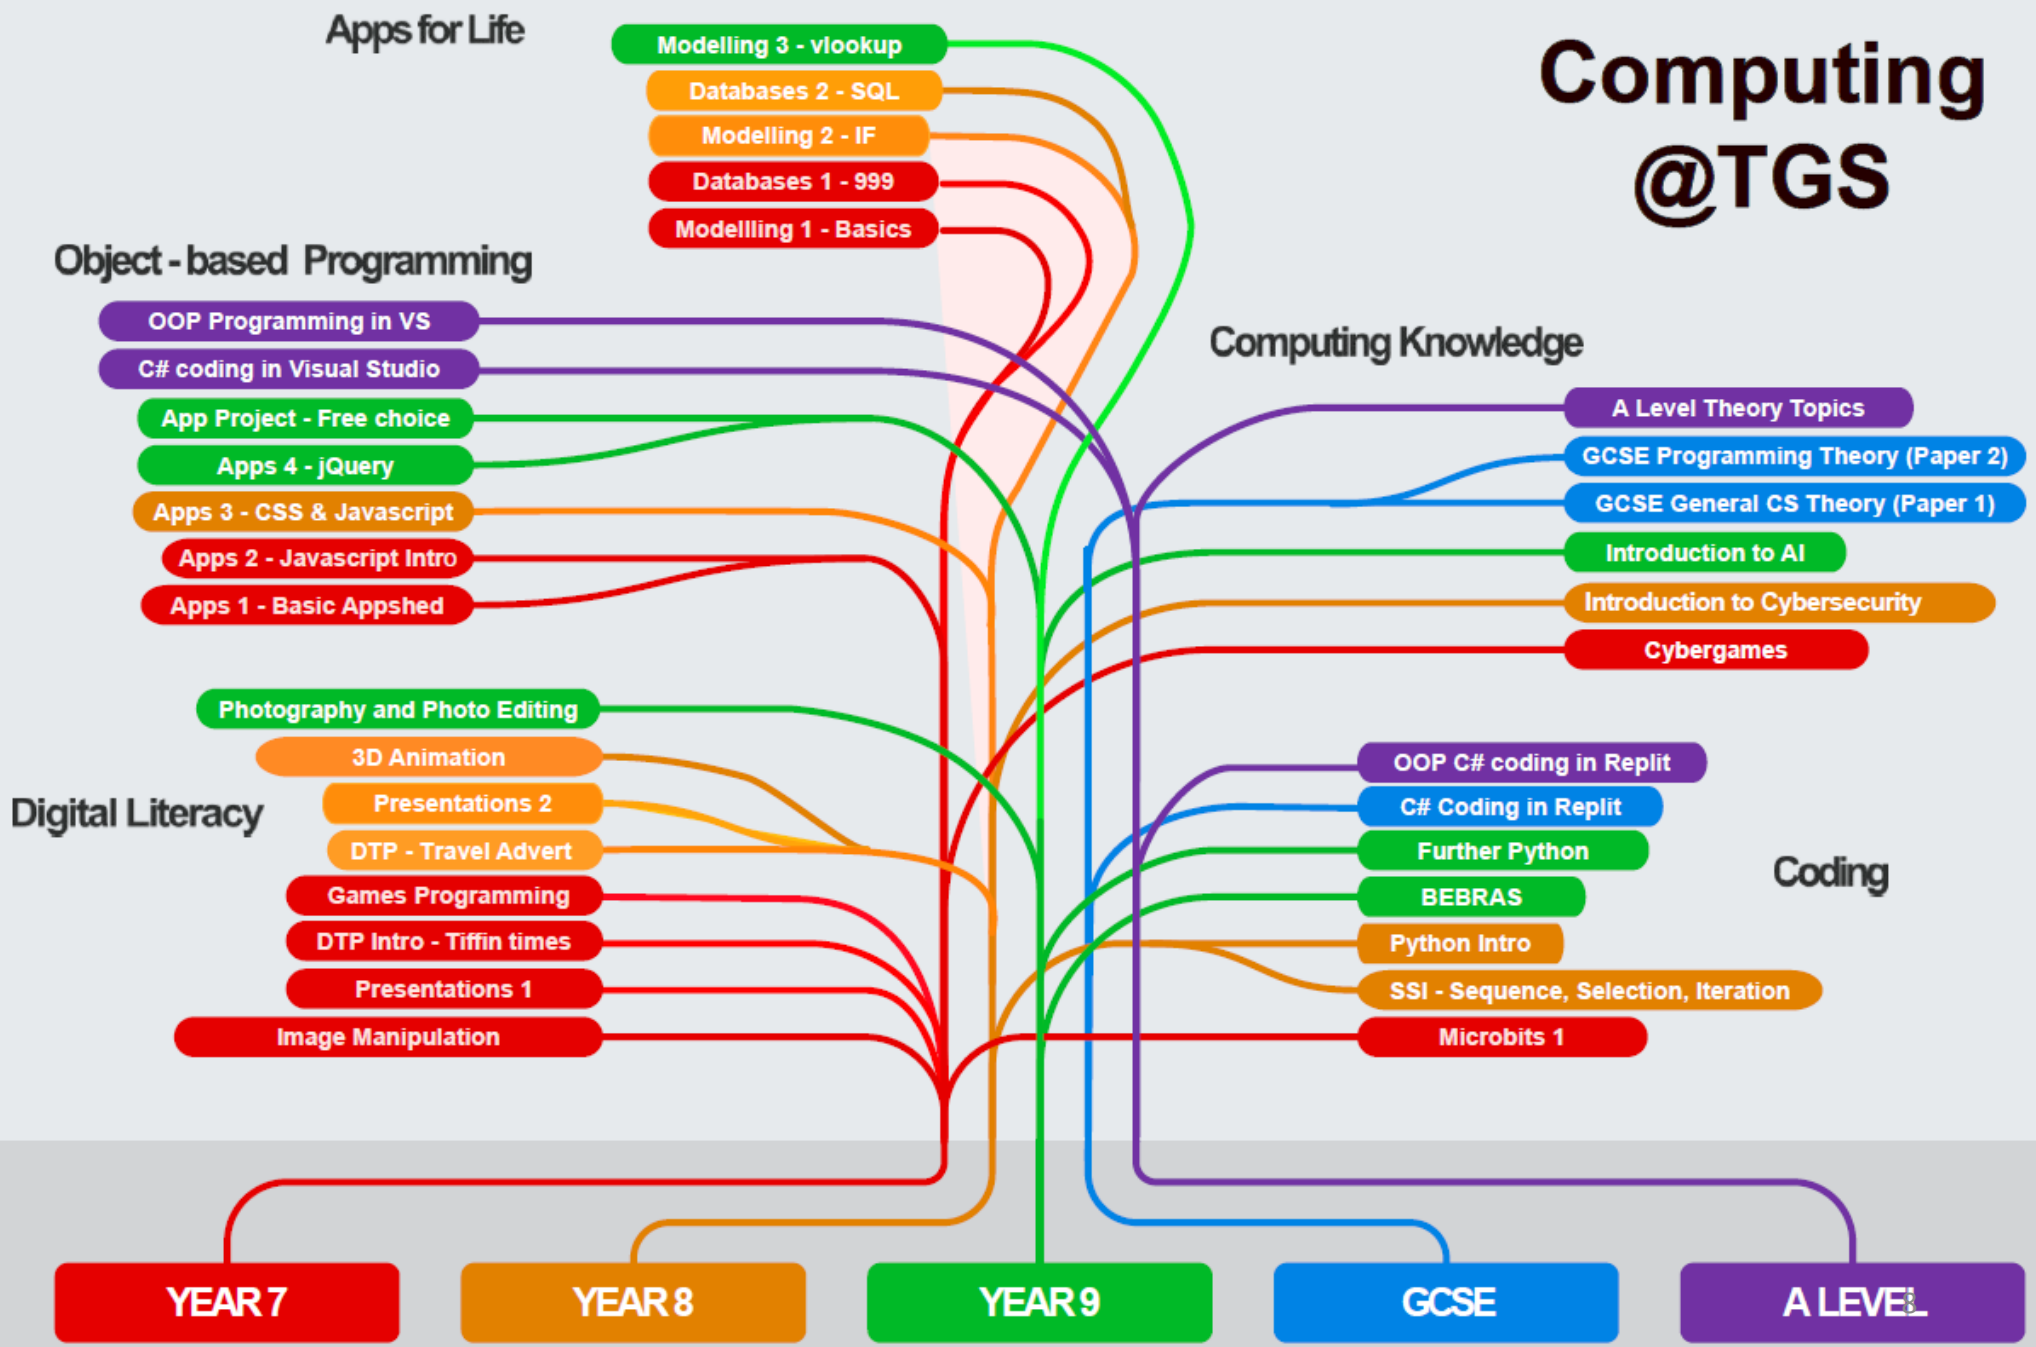 Apps for Life
Modelling 3 - vlookup
Databases 2 - SQL
Modelling 2 - IF
Databases 1 - 999
Modellling 1 - Basics
Computing
@TGS
Object - based Programming
OOP Programming in VS
C# coding in Visual Studio
App Project - Free choice
Apps 4 - jQuery
Apps 3 - CSS & Javascript
Apps 2 - Javascript Intro
Apps 1 - Basic Appshed
Computing Knowledge
A Level Theory Topics
GCSE Programming Theory (Paper 2)
GCSE General CS Theory (Paper 1)
Introduction to AI
Introduction to Cybersecurity
Cybergames
Digital Literacy
Photography and Photo Editing
3D Animation
Presentations 2
DTP - Travel Advert
Games Programming
DTP Intro - Tiffin times
Presentations 1
Image Manipulation
Coding
OOP C# coding in Replit
C# Coding in Replit
Further Python
BEBRAS
Python Intro
SSI - Sequence, Selection, Iteration
Microbits 1
YEAR 7
YEAR 8
YEAR 9
GCSE
A LEVEL
8